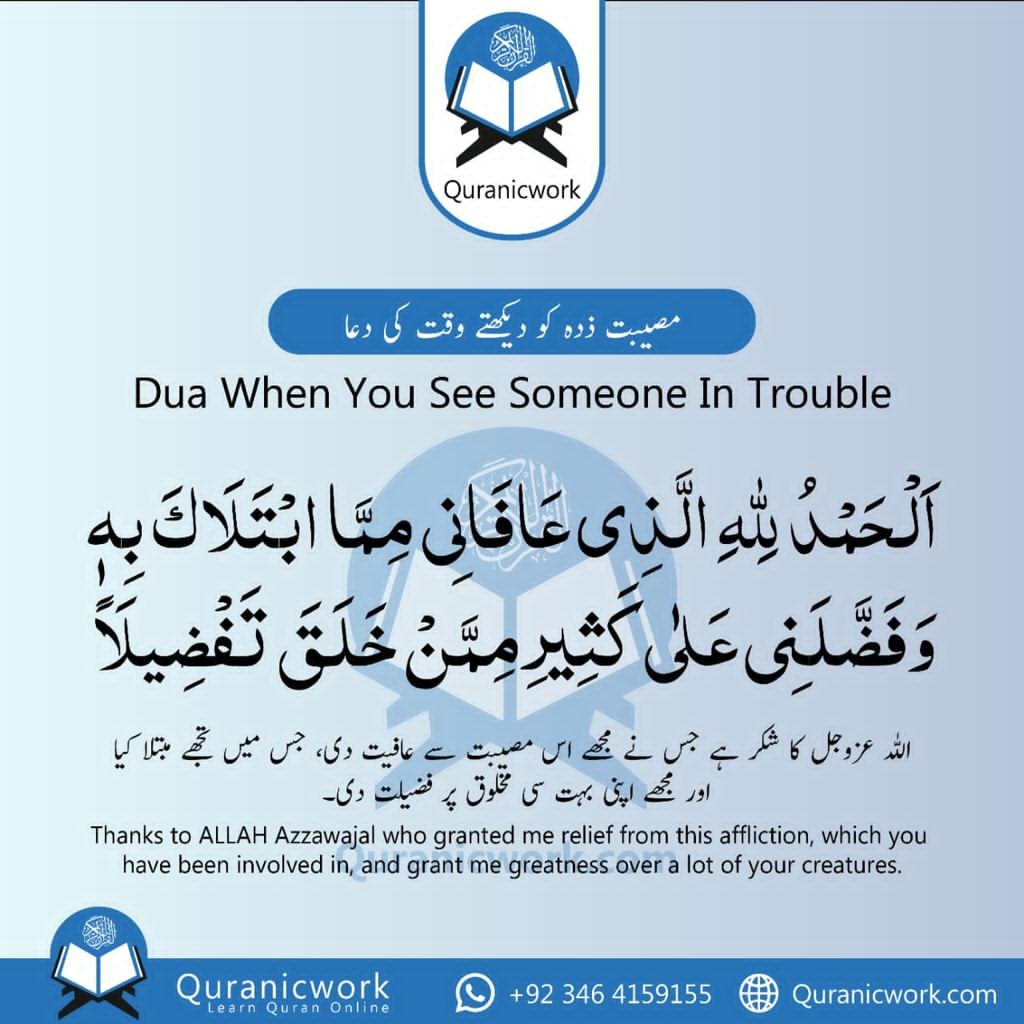 Quranicwork
مصیبت ذدہ کو دیکھتے وقت کی دعا
Dua When You See Someone In Trouble
اَلْحَمْدُ لِلّٰهِ الَّذِی عَافَانِی مِمَّا ابْتَلَاكَ بِهٖ
وَفَضَّلَنِی عَلٰی كَثِیرٍ مِمَّنْ خَلَقَ تَفْضِیلاً
اللہ عزوجل کا شکر ہے جس نے مجھے اس مصیبت سے عافیت دی، جس میں تجھے مبتلا کیا
اور مجھے اپنی بہت سی مخلوق پر فضیلت دی۔
Thanks to ALLAH Azzawajal who granted me relief from this affliction, which you
have been involved in, and grant me greatness over a lot of your creatures.
Quranicwork.com
Quranicwork
Learn Quran Online
+92 346 4159155
Quranicwork.com